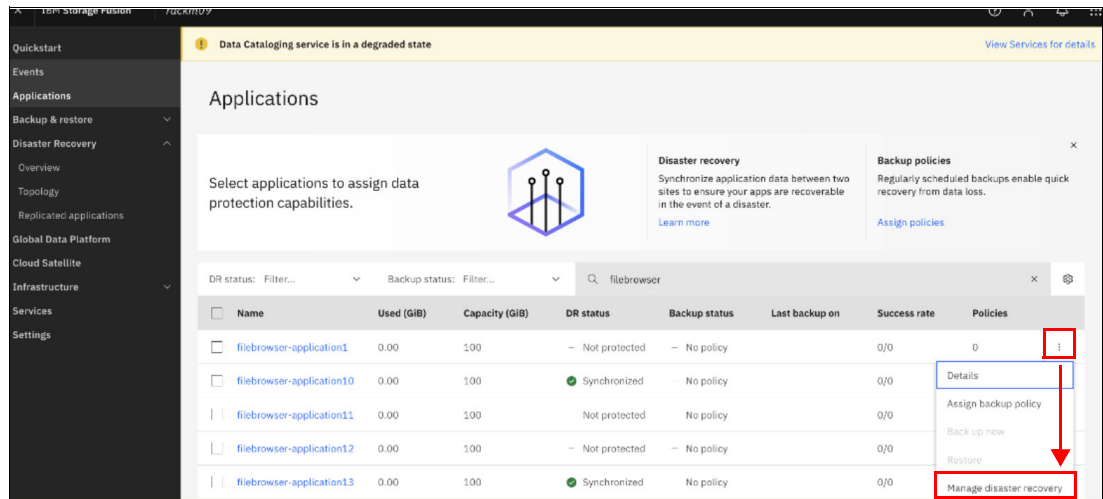 IBM Storage Fusion
rackm09
Quickstart
Events
Applications
Backup & restore
Disaster Recovery
Overview
Topology
Replicated applications
Global Data Platform
Cloud Satellite
Infrastructure
Services
Settings
Data Cataloging service is in a degraded state
View Services for details
Applications
Select applications to assign data
protection capabilities.
Disaster recovery
Synchronize application data between two
sites to ensure your apps are recoverable
in the event of a disaster.
Learn more
Backup policies
Regularly scheduled backups enable quick
recovery from data loss.
Assign policies
DR status: Filter... Backup status: Filter... filebrowser
Name Used (GiB) Capacity (GiB) DR status Backup status Last backup on Success rate Policies
filebrowser-application1 0.00 100 – Not protected – No policy 0/0 0
filebrowser-application10 0.00 100 Synchronized – No policy 0/0
filebrowser-application11 0.00 100 Not protected No policy 0/0
filebrowser-application12 0.00 100 – Not protected – No policy 0/0
filebrowser-application13 0.00 100 Synchronized No policy 0/0
Details
Assign backup policy
Back up now
Restore
Manage disaster recovery